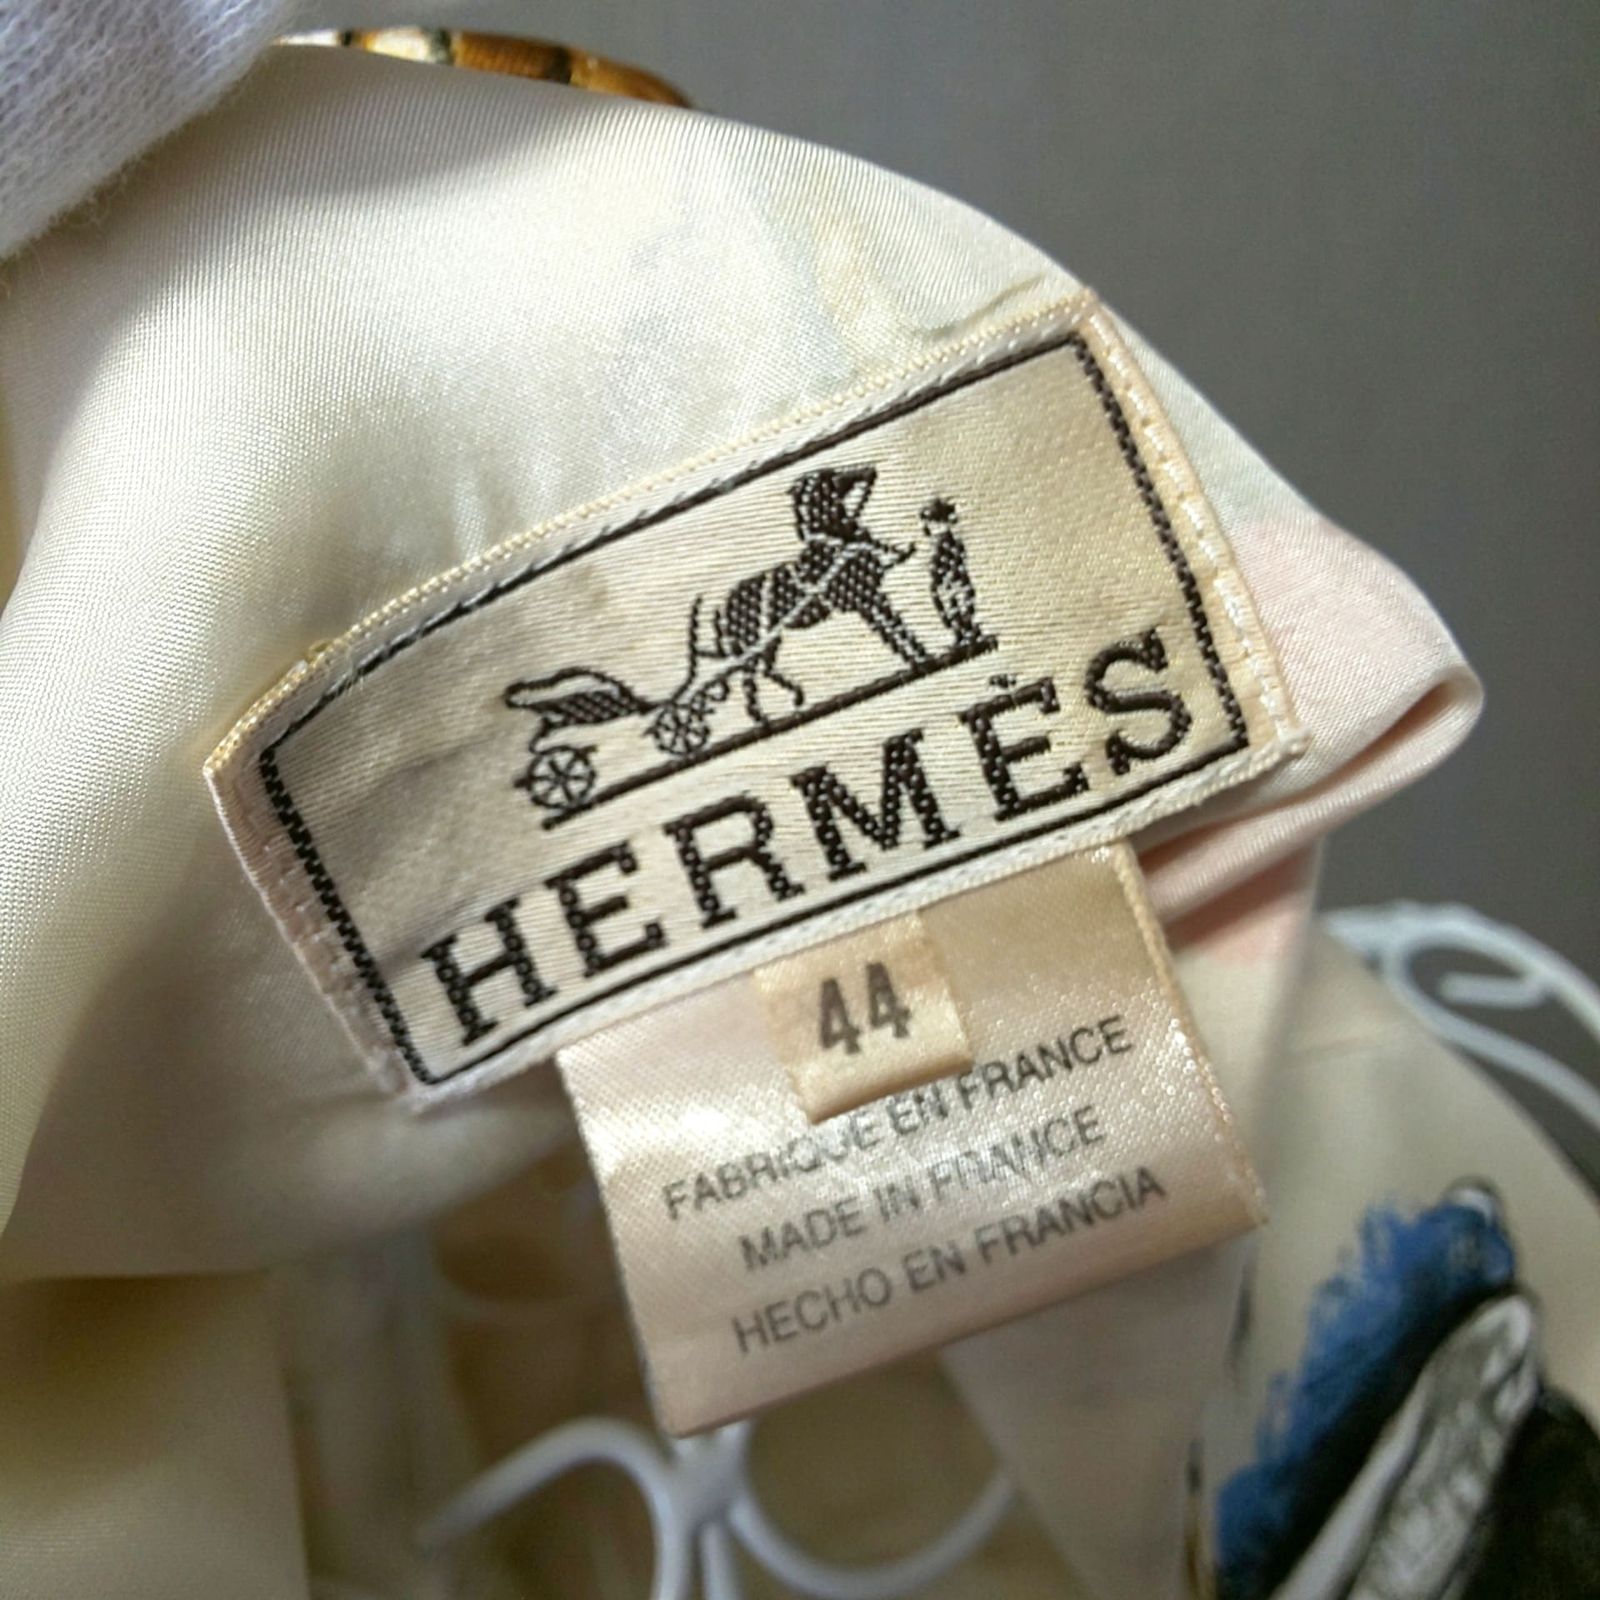 HERMÈS
44
FABRIQUE EN FRANCE
MADE IN FRANCE
HECHO EN FRANCIA